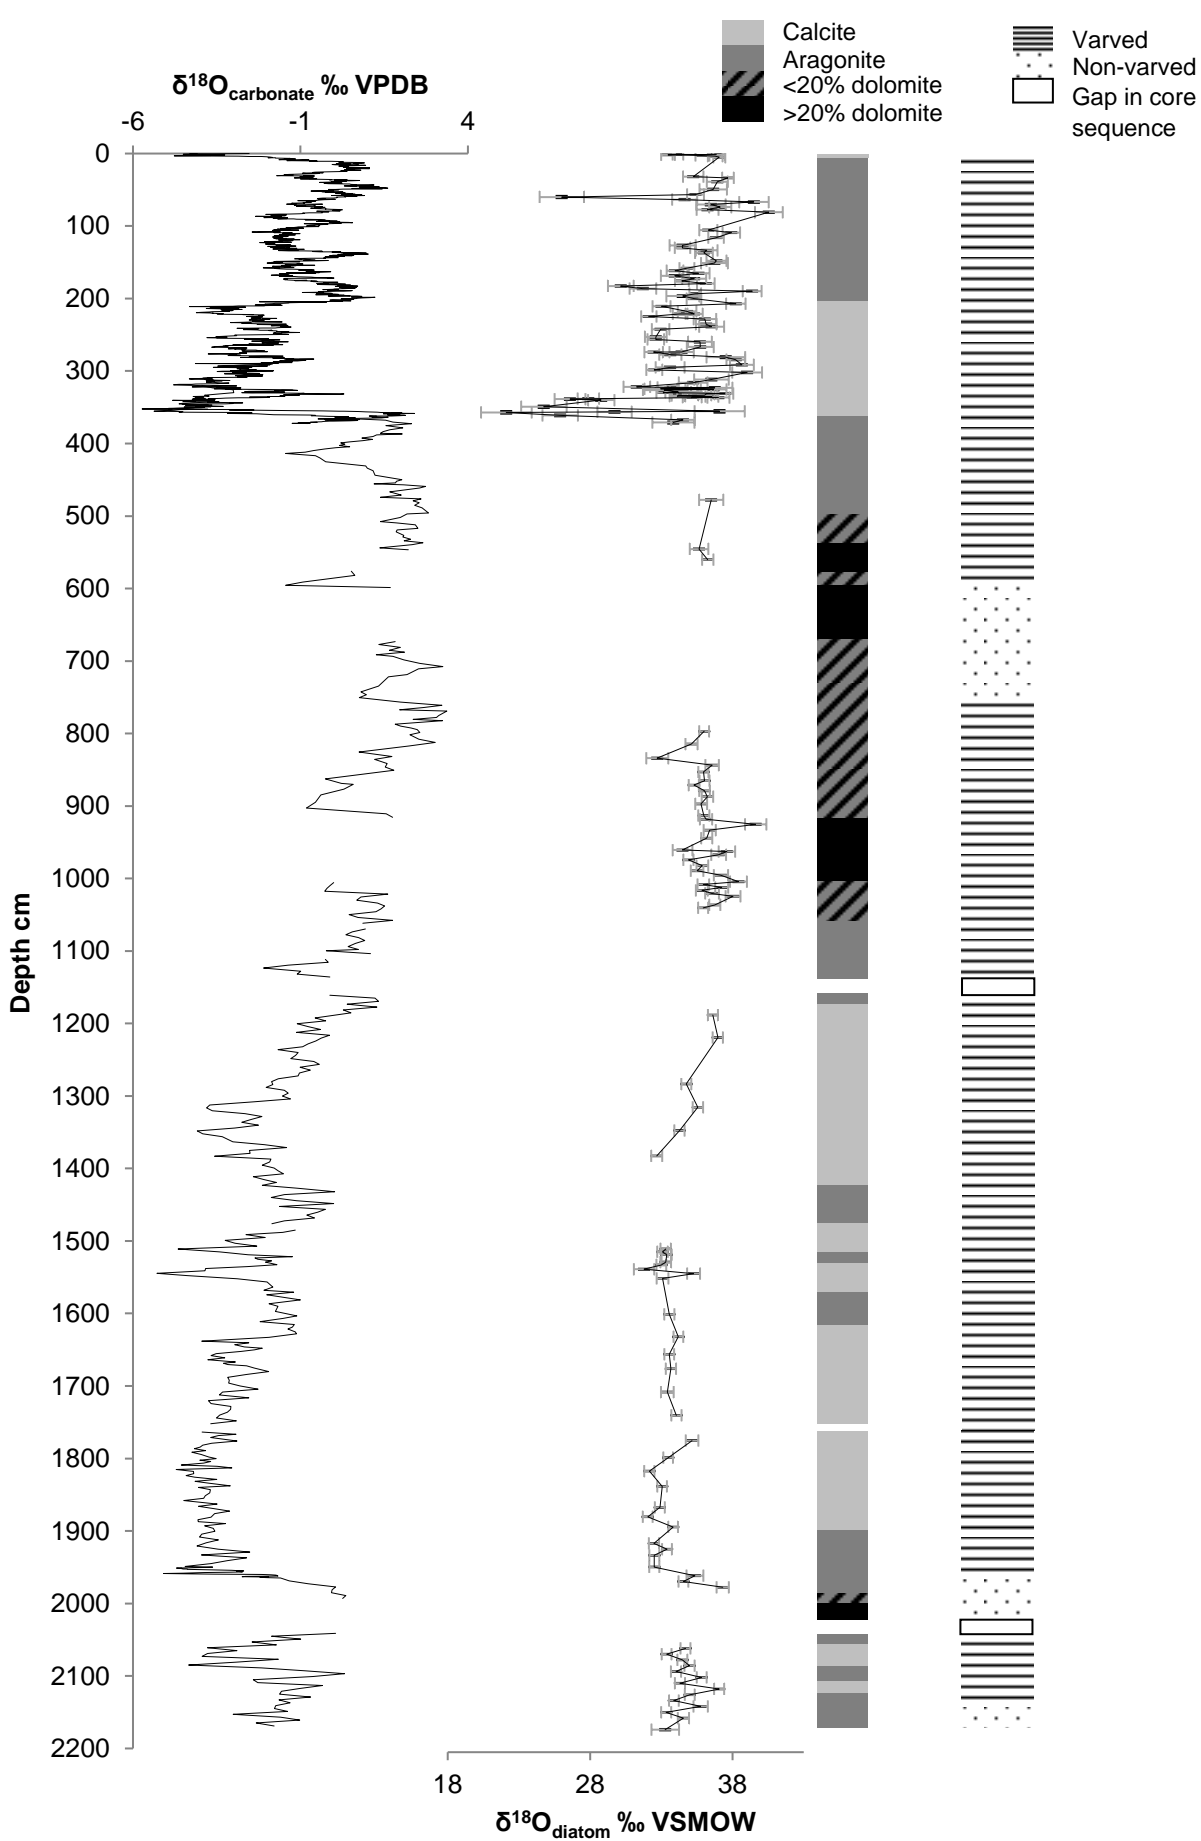 Calcite
Aragonite
<20% dolomite
>20% dolomite
Varved
Non-varved
Gap in core
sequence
δ¹⁸Ocarbonate ‰ VPDB
-6 -1 4
0
100
200
300
400
500
600
700
800
900
1000
1100
1200
1300
1400
1500
1600
1700
1800
1900
2000
2100
2200
Depth cm
18 28 38
δ¹⁸Odiatom ‰ VSMOW